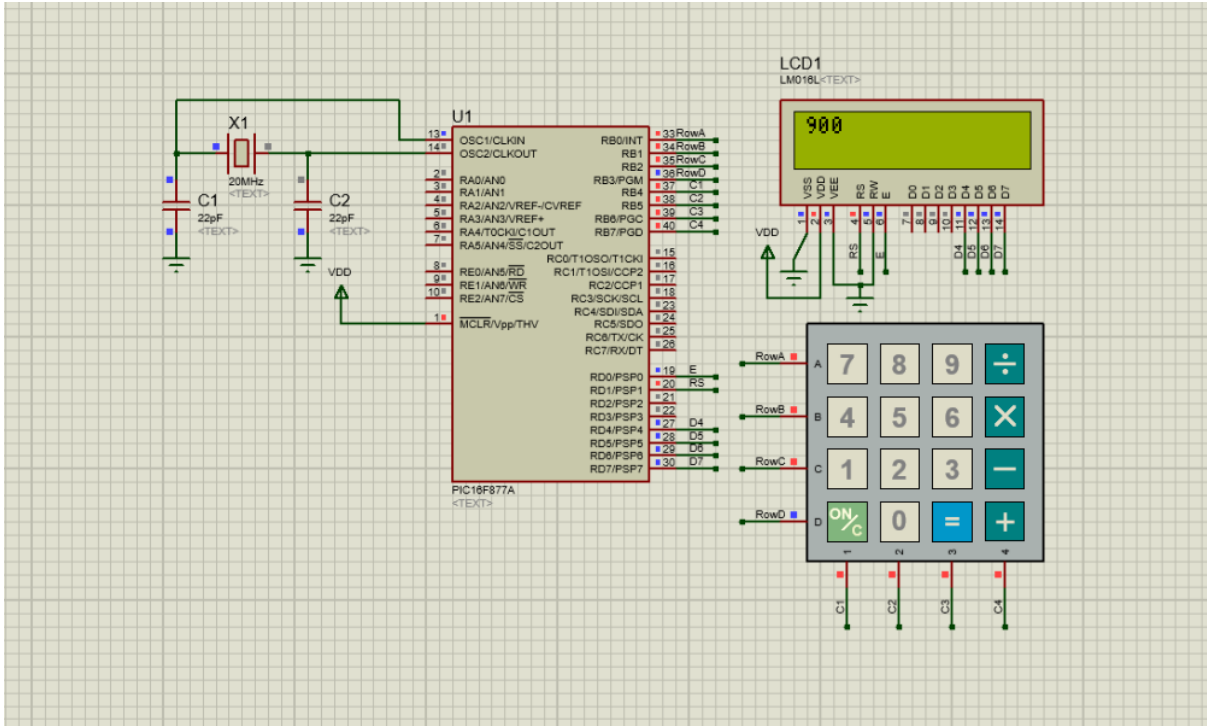 X1
20MHz
<TEXT>
C1
22pF
<TEXT>
C2
22pF
<TEXT>
VDD
U1
13 OSC1/CLKIN
14 OSC2/CLKOUT
2 RA0/AN0
3 RA1/AN1
4 RA2/AN2/VREF-/CVREF
5 RA3/AN3/VREF+
6 RA4/T0CKI/C1OUT
7 RA5/AN4/SS/C2OUT
8 RE0/AN5/RD
9 RE1/AN6/WR
10 RE2/AN7/CS
1 MCLR/Vpp/THV
RB0/INT 33 RowA
RB1 34 RowB
RB2 35 RowC
RB3/PGM 36 RowD
RB4 37 C1
RB5 38 C2
RB6/PGC 39 C3
RB7/PGD 40 C4
RC0/T1OSO/T1CKI 15
RC1/T1OSI/CCP2 16
RC2/CCP1 17
RC3/SCK/SCL 18
RC4/SDI/SDA 23
RC5/SDO 24
RC6/TX/CK 25
RC7/RX/DT 26
RD0/PSP0 19 E
RD1/PSP1 20 RS
RD2/PSP2 21
RD3/PSP3 22
RD4/PSP4 27 D4
RD5/PSP5 28 D5
RD6/PSP6 29 D6
RD7/PSP7 30 D7
PIC16F877A
<TEXT>
LCD1
LM016L<TEXT>
900
VSS VDD VEE RS RW E D0 D1 D2 D3 D4 D5 D6 D7
1 2 3 4 5 6 7 8 9 10 11 12 13 14
VDD
RS E D4 D5 D6 D7
RowA A 7 8 9 ÷
RowB B 4 5 6 ×
RowC C 1 2 3 −
RowD D ON/C 0 = +
1 2 3 4
C1 C2 C3 C4